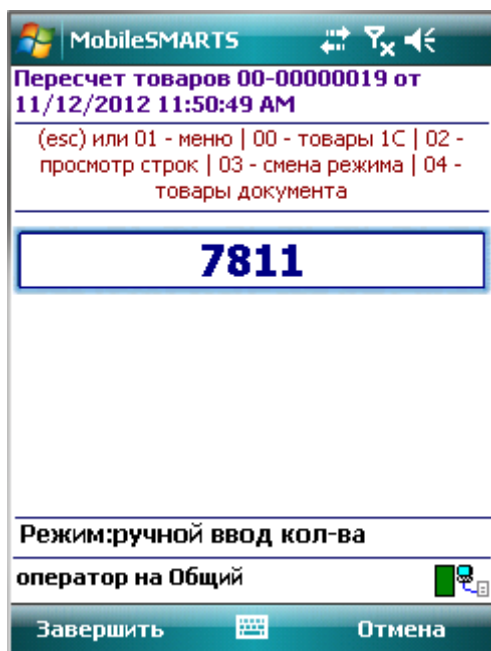 MobileSMARTS
Пересчет товаров 00-00000019 от
11/12/2012 11:50:49 AM
(esc) или 01 - меню | 00 - товары 1С | 02 -
просмотр строк | 03 - смена режима | 04 -
товары документа
7811
Режим:ручной ввод кол-ва
оператор на Общий
Завершить
Отмена